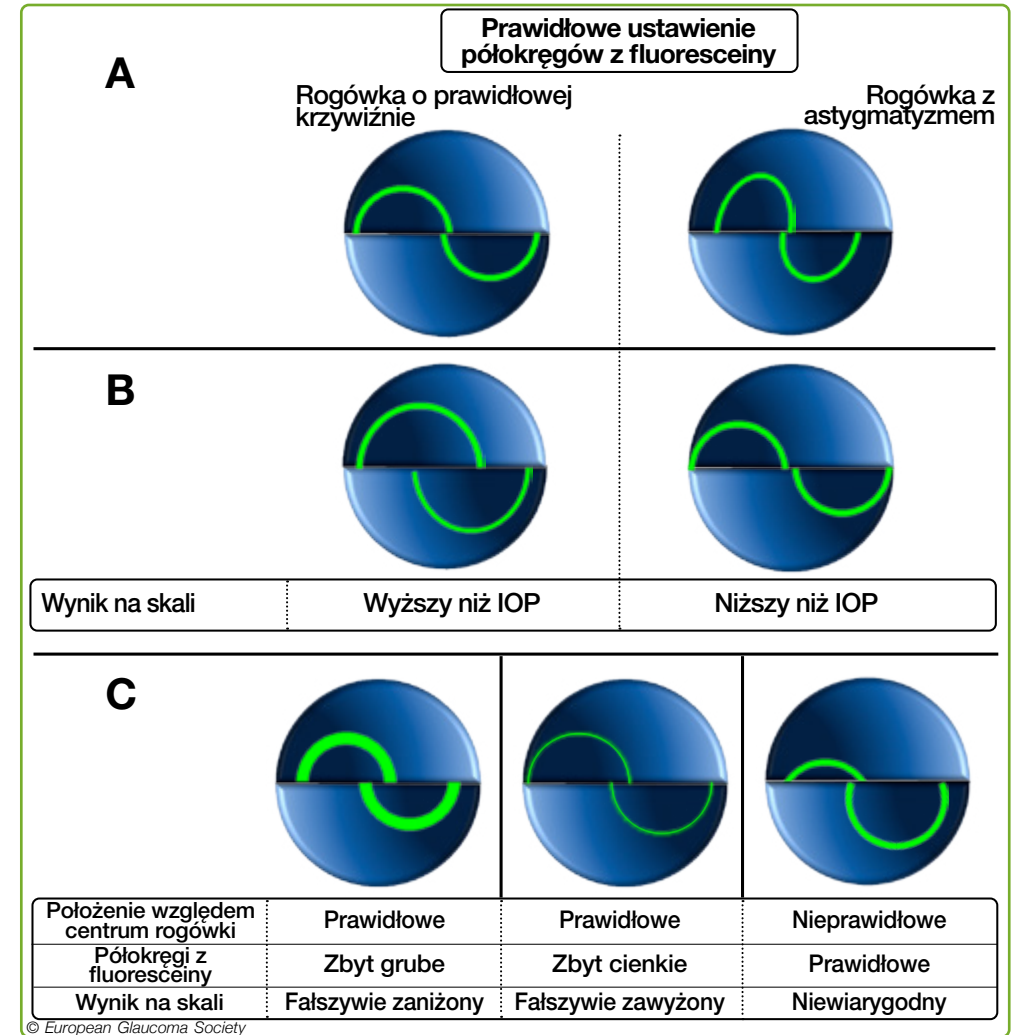 Prawidłowe ustawienie
półokręgów z fluoresceiny
A
Rogówka o prawidłowej
krzywiźnie
Rogówka z
astygmatyzmem
B
Wynik na skali
Wyższy niż IOP
Niższy niż IOP
C
Położenie względem
centrum rogówki
Prawidłowe
Prawidłowe
Nieprawidłowe
Półokręgi z
fluoresceiny
Zbyt grube
Zbyt cienkie
Prawidłowe
Wynik na skali
Fałszywie zaniżony
Fałszywie zawyżony
Niewiarygodny
© European Glaucoma Society